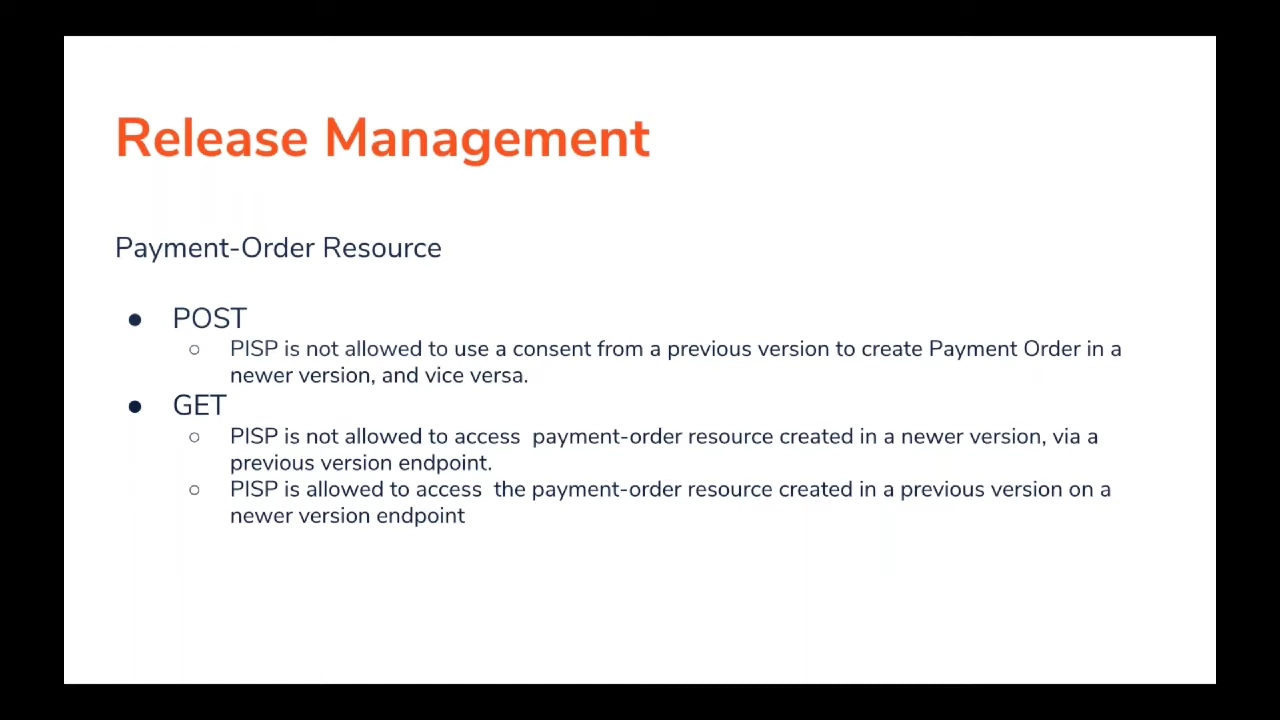 Release Management
Payment-Order Resource
● POST
○ PISP is not allowed to use a consent from a previous version to create Payment Order in a
newer version, and vice versa.
● GET
○ PISP is not allowed to access  payment-order resource created in a newer version, via a
previous version endpoint.
○ PISP is allowed to access  the payment-order resource created in a previous version on a
newer version endpoint